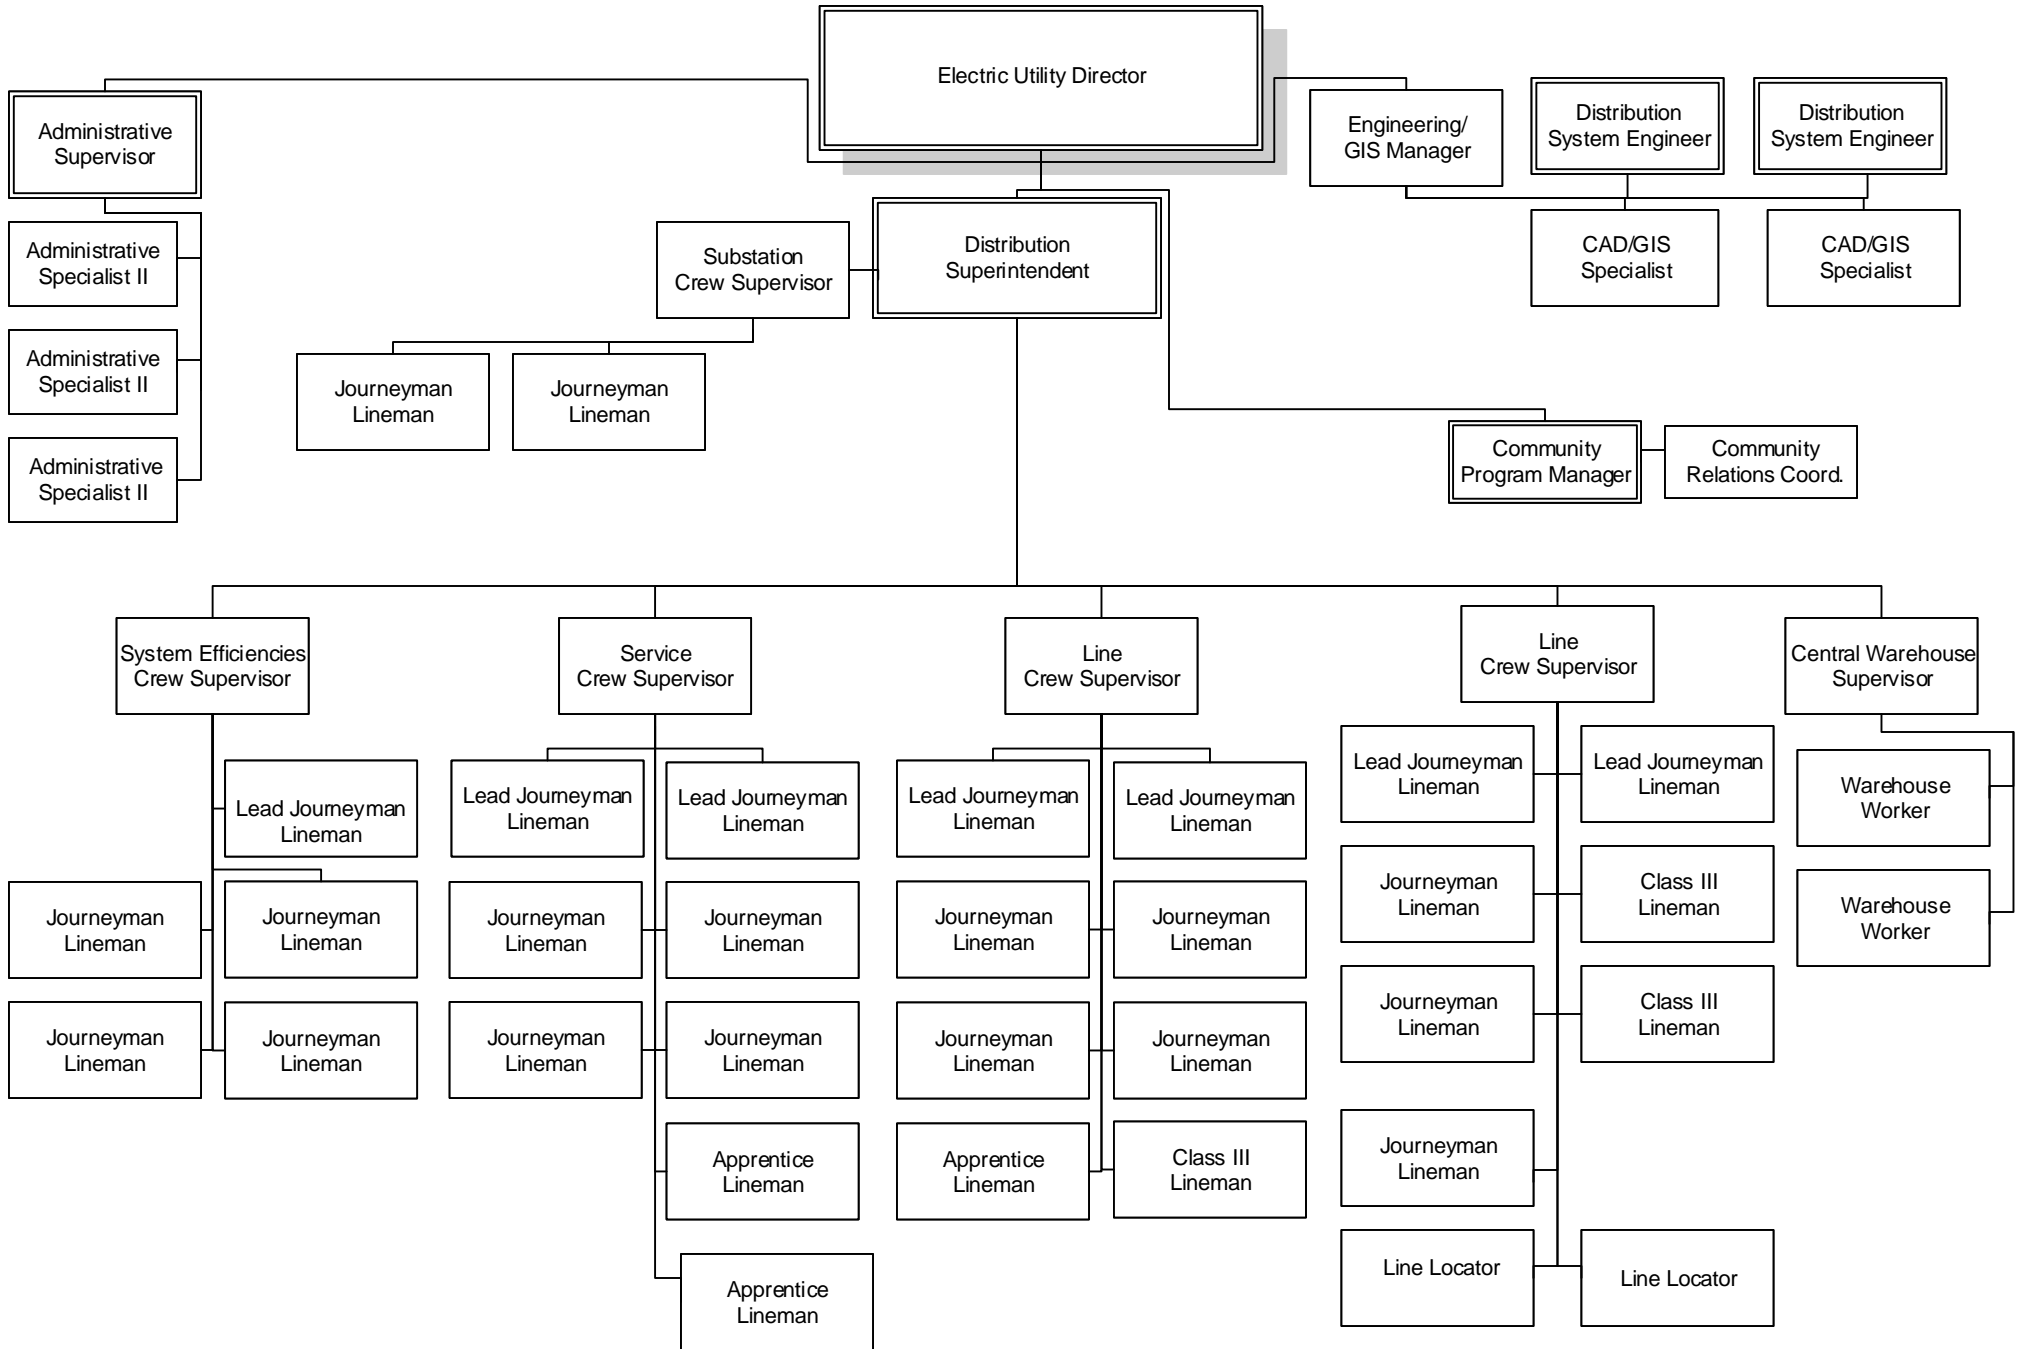 Electric Utility Director
Administrative
Supervisor
Engineering/
GIS Manager
Distribution
System Engineer
Distribution
System Engineer
Administrative
Specialist II
Administrative
Specialist II
Administrative
Specialist II
Substation
Crew Supervisor
Distribution
Superintendent
CAD/GIS
Specialist
CAD/GIS
Specialist
Journeyman
Lineman
Journeyman
Lineman
Community
Program Manager
Community
Relations Coord.
System Efficiencies
Crew Supervisor
Lead Journeyman
Lineman
Journeyman
Lineman
Journeyman
Lineman
Journeyman
Lineman
Journeyman
Lineman
Service
Crew Supervisor
Lead Journeyman
Lineman
Lead Journeyman
Lineman
Journeyman
Lineman
Journeyman
Lineman
Journeyman
Lineman
Journeyman
Lineman
Apprentice
Lineman
Apprentice
Lineman
Line
Crew Supervisor
Lead Journeyman
Lineman
Lead Journeyman
Lineman
Journeyman
Lineman
Journeyman
Lineman
Journeyman
Lineman
Journeyman
Lineman
Apprentice
Lineman
Class III
Lineman
Line
Crew Supervisor
Lead Journeyman
Lineman
Lead Journeyman
Lineman
Journeyman
Lineman
Class III
Lineman
Journeyman
Lineman
Class III
Lineman
Journeyman
Lineman
Line Locator
Line Locator
Central Warehouse
Supervisor
Warehouse
Worker
Warehouse
Worker